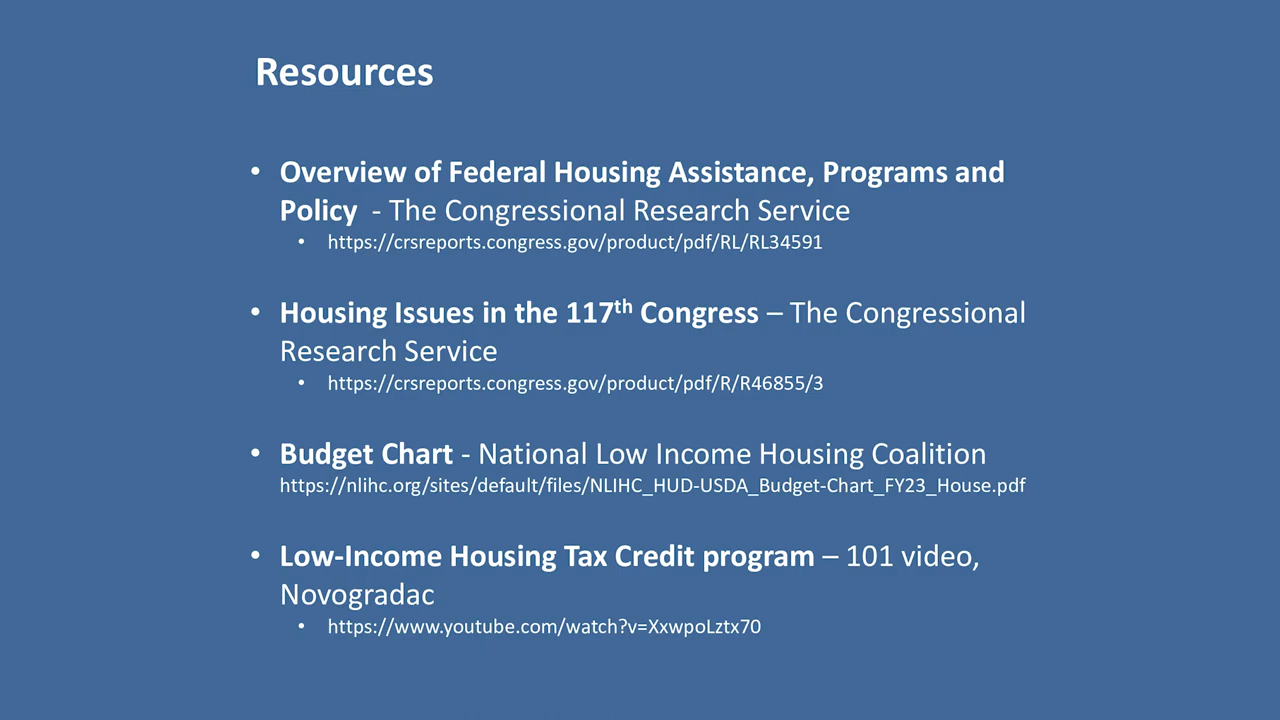 Resources
• Overview of Federal Housing Assistance, Programs and
Policy - The Congressional Research Service
• https://crsreports.congress.gov/product/pdf/RL/RL34591
• Housing Issues in the 117th Congress – The Congressional
Research Service
• https://crsreports.congress.gov/product/pdf/R/R46855/3
• Budget Chart - National Low Income Housing Coalition
https://nlihc.org/sites/default/files/NLIHC_HUD-USDA_Budget-Chart_FY23_House.pdf
• Low-Income Housing Tax Credit program – 101 video,
Novogradac
• https://www.youtube.com/watch?v=XxwpoLztx70